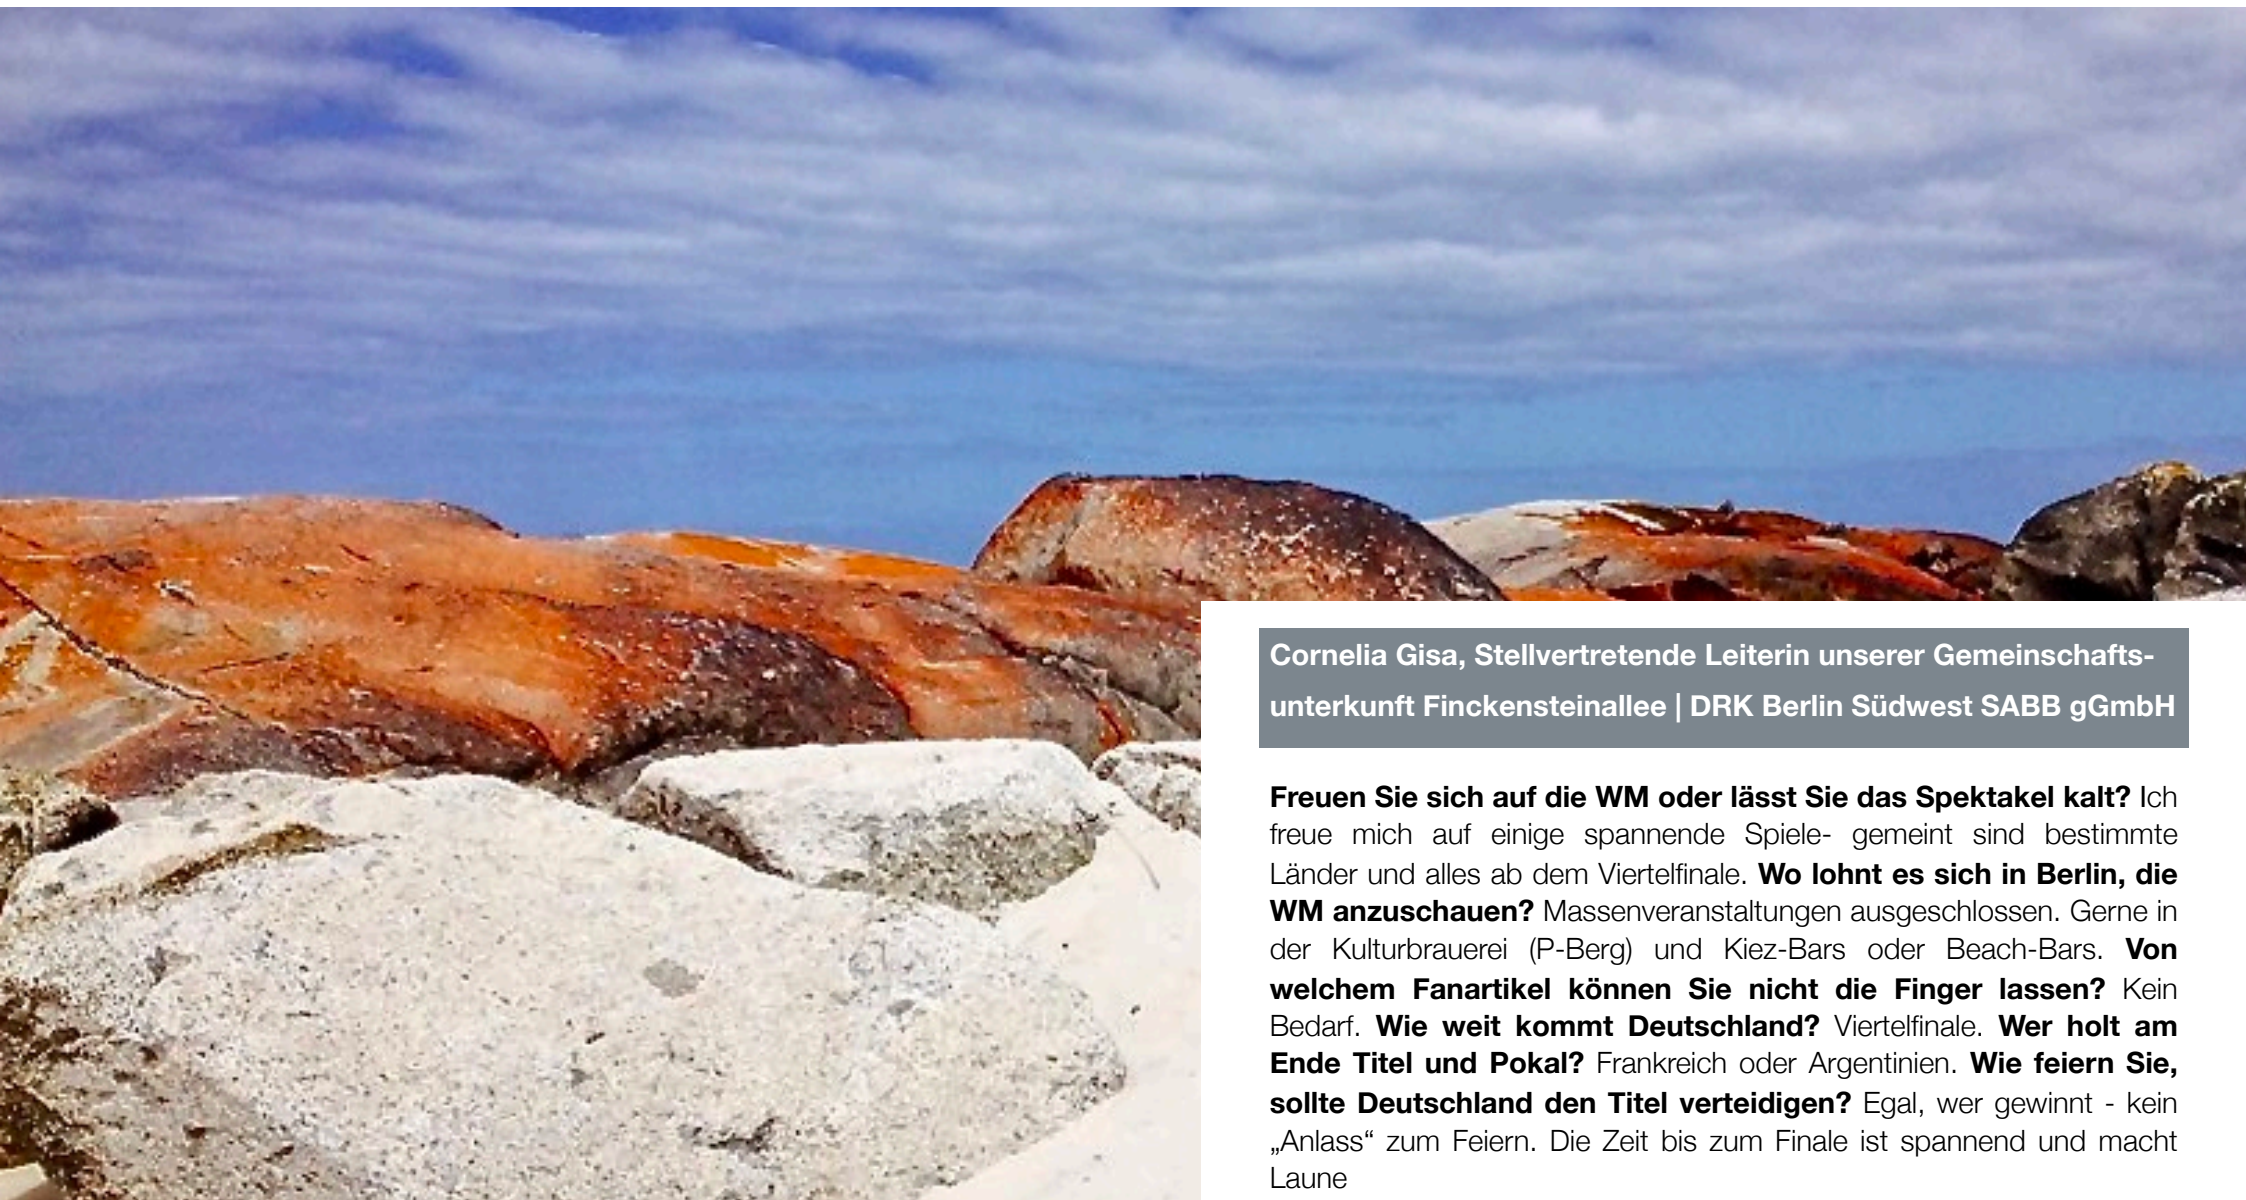 Cornelia Gisa, Stellvertretende Leiterin unserer Gemeinschafts-
unterkunft Finckensteinallee | DRK Berlin Südwest SABB gGmbH
Freuen Sie sich auf die WM oder lässt Sie das Spektakel kalt? Ich
freue mich auf einige spannende Spiele- gemeint sind bestimmte
Länder und alles ab dem Viertelfinale. Wo lohnt es sich in Berlin, die
WM anzuschauen? Massenveranstaltungen ausgeschlossen. Gerne in
der Kulturbrauerei (P-Berg) und Kiez-Bars oder Beach-Bars. Von
welchem Fanartikel können Sie nicht die Finger lassen? Kein
Bedarf. Wie weit kommt Deutschland? Viertelfinale. Wer holt am
Ende Titel und Pokal? Frankreich oder Argentinien. Wie feiern Sie,
sollte Deutschland den Titel verteidigen? Egal, wer gewinnt - kein
„Anlass“ zum Feiern. Die Zeit bis zum Finale ist spannend und macht
Laune